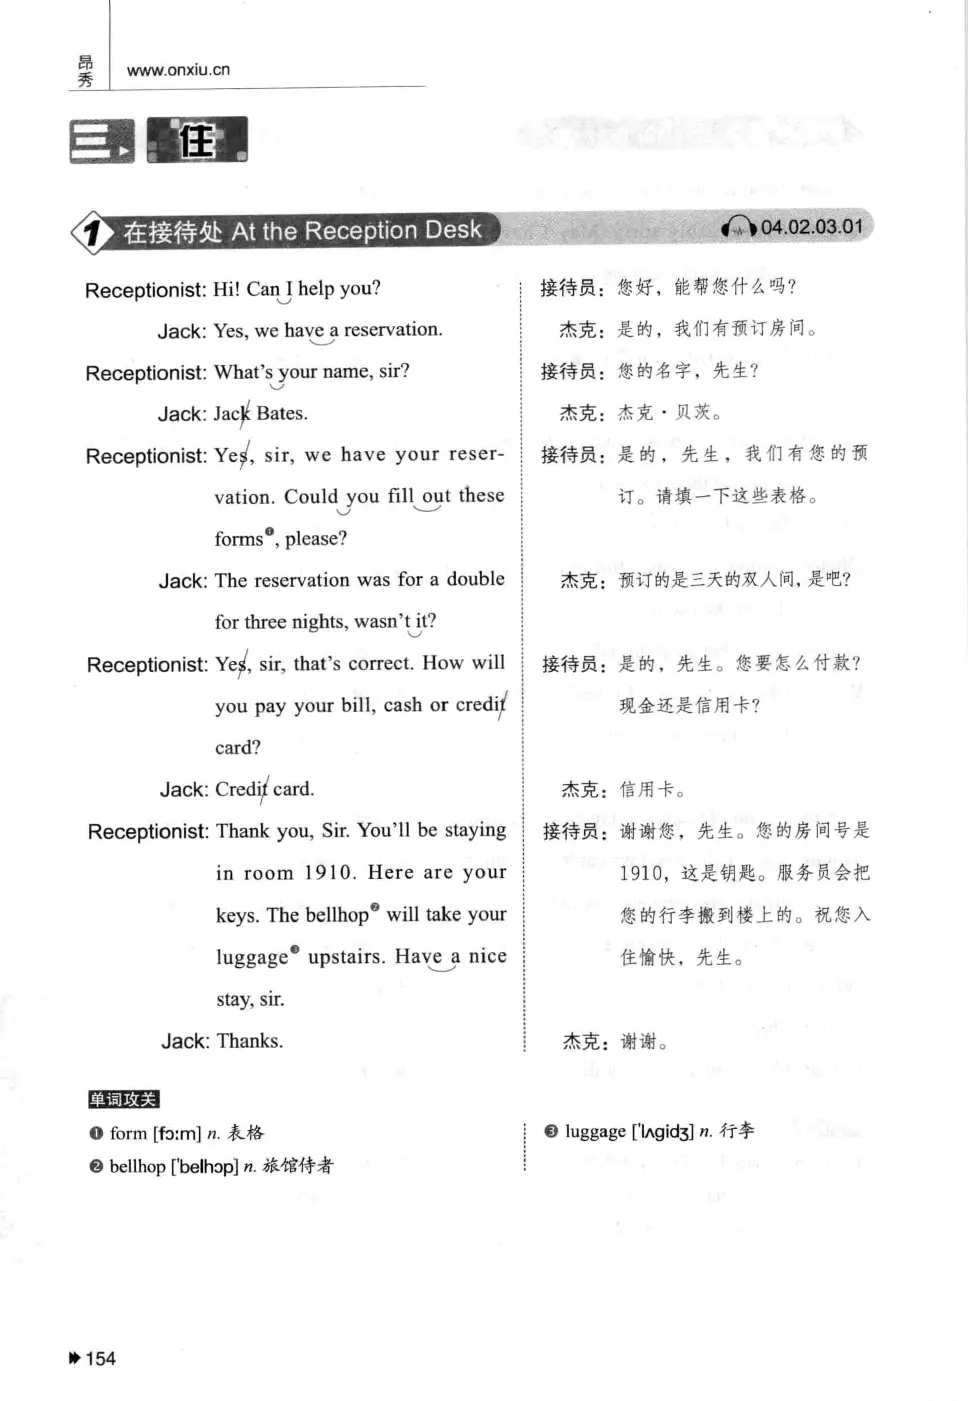 昂秀
www.onxiu.cn
三、住
1 在接待处 At the Reception Desk 04.02.03.01
Receptionist: Hi! Can I help you?
Jack: Yes, we have a reservation.
Receptionist: What's your name, sir?
Jack: Jack Bates.
Receptionist: Yes, sir, we have your reser-
vation. Could you fill out these
forms❶, please?
Jack: The reservation was for a double
for three nights, wasn't it?
Receptionist: Yes, sir, that's correct. How will
you pay your bill, cash or credit
card?
Jack: Credit card.
Receptionist: Thank you, Sir. You'll be staying
in room 1910. Here are your
keys. The bellhop❷ will take your
luggage❸ upstairs. Have a nice
stay, sir.
Jack: Thanks.
接待员：您好，能帮您什么吗？
杰克：是的，我们有预订房间。
接待员：您的名字，先生？
杰克：杰克·贝茨。
接待员：是的，先生，我们有您的预
订。请填一下这些表格。
杰克：预订的是三天的双人间，是吧？
接待员：是的，先生。您要怎么付款？
现金还是信用卡？
杰克：信用卡。
接待员：谢谢您，先生。您的房间号是
1910，这是钥匙。服务员会把
您的行李搬到楼上的。祝您入
住愉快，先生。
杰克：谢谢。
单词攻关
❶ form [fɔːm] n. 表格
❷ bellhop ['belhɔp] n. 旅馆侍者
❸ luggage ['lʌgidʒ] n. 行李
154